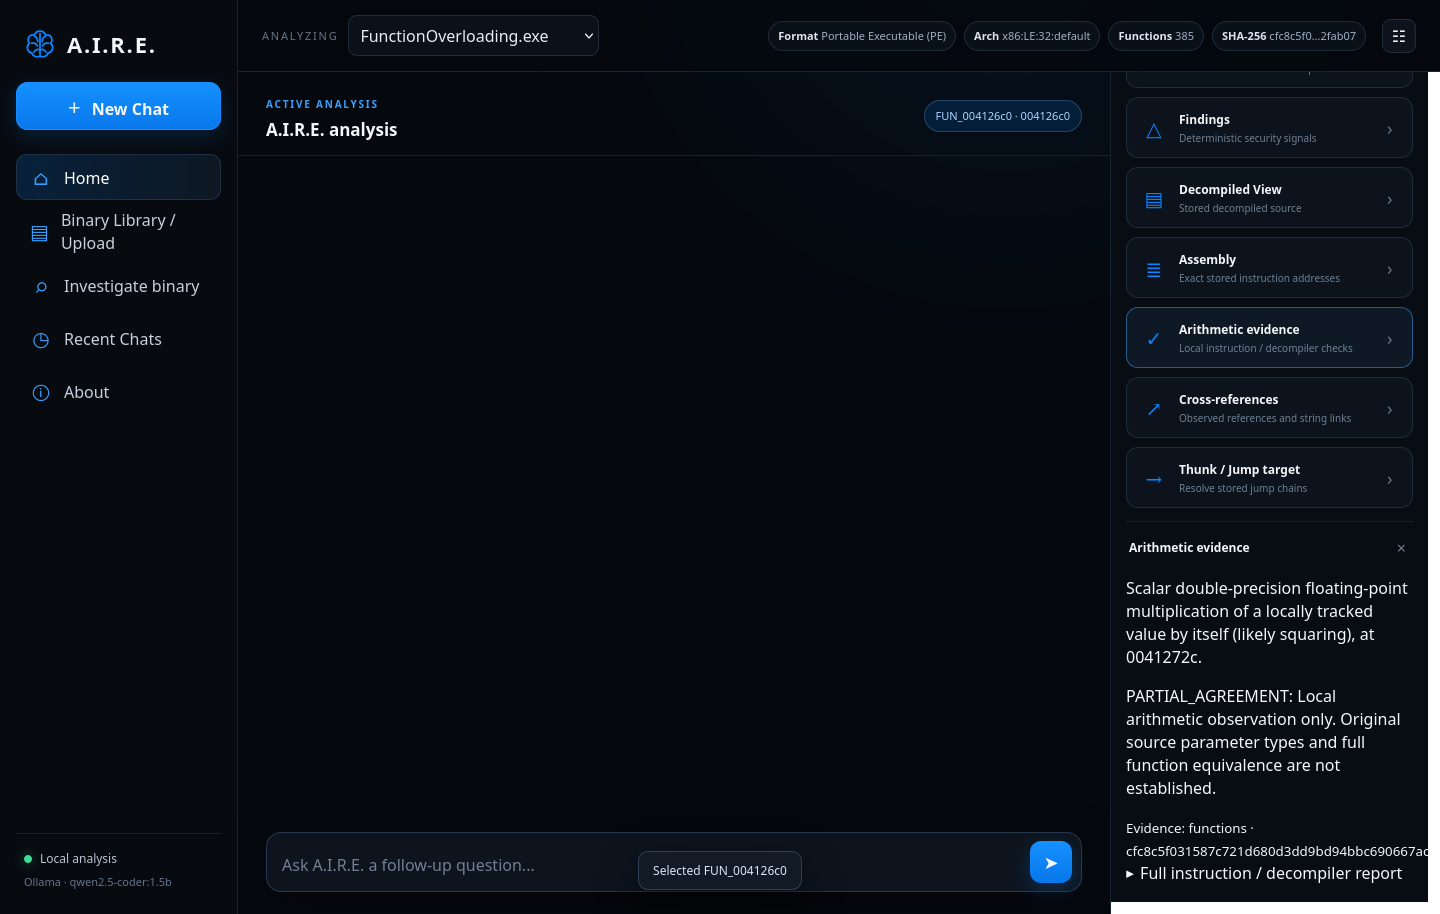 A.I.R.E.
+ New Chat
Home
Binary Library /
Upload
Investigate binary
Recent Chats
About
Local analysis
Ollama · qwen2.5-coder:1.5b
ANALYZING FunctionOverloading.exe
Format Portable Executable (PE)
Arch x86:LE:32:default
Functions 385
SHA-256 cfc8c5f0…2fab07
ACTIVE ANALYSIS
A.I.R.E. analysis
FUN_004126c0 · 004126c0
Ask A.I.R.E. a follow-up question...
Selected FUN_004126c0
Findings
Deterministic security signals
Decompiled View
Stored decompiled source
Assembly
Exact stored instruction addresses
Arithmetic evidence
Local instruction / decompiler checks
Cross-references
Observed references and string links
Thunk / Jump target
Resolve stored jump chains
Arithmetic evidence ×
Scalar double-precision floating-point
multiplication of a locally tracked
value by itself (likely squaring), at
0041272c.
PARTIAL_AGREEMENT: Local
arithmetic observation only. Original
source parameter types and full
function equivalence are not
established.
Evidence: functions ·
cfc8c5f031587c721d680d3dd9bd94bbc690667ac
Full instruction / decompiler report